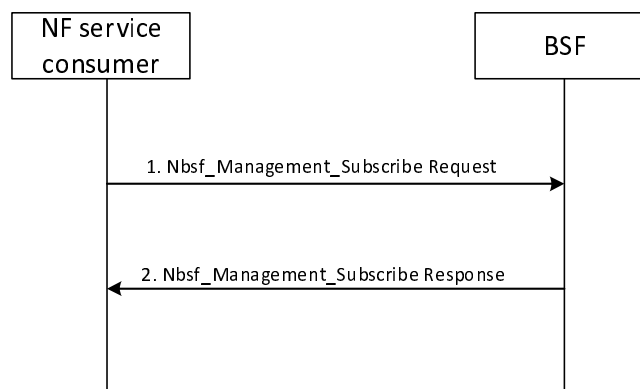 NF service
consumer
BSF
1. Nbsf_Management_Subscribe Request
2. Nbsf_Management_Subscribe Response